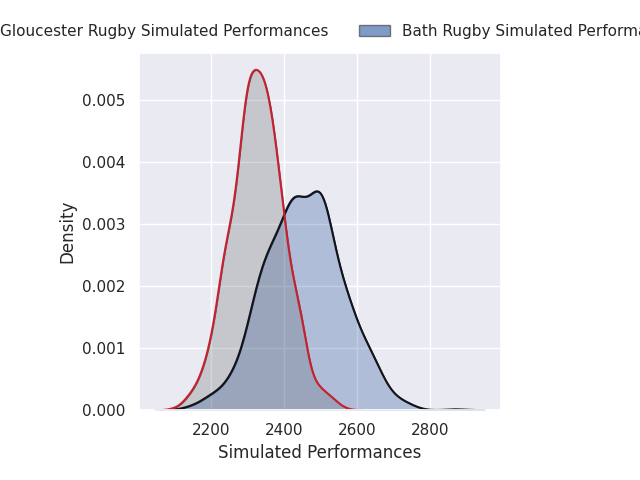 Gloucester Rugby Simulated Performances
Bath Rugby Simulated
0.005
0.004
0.003
0.002
0.001
0.000
Density
2200 2400 2600 2800
Simulated Performances